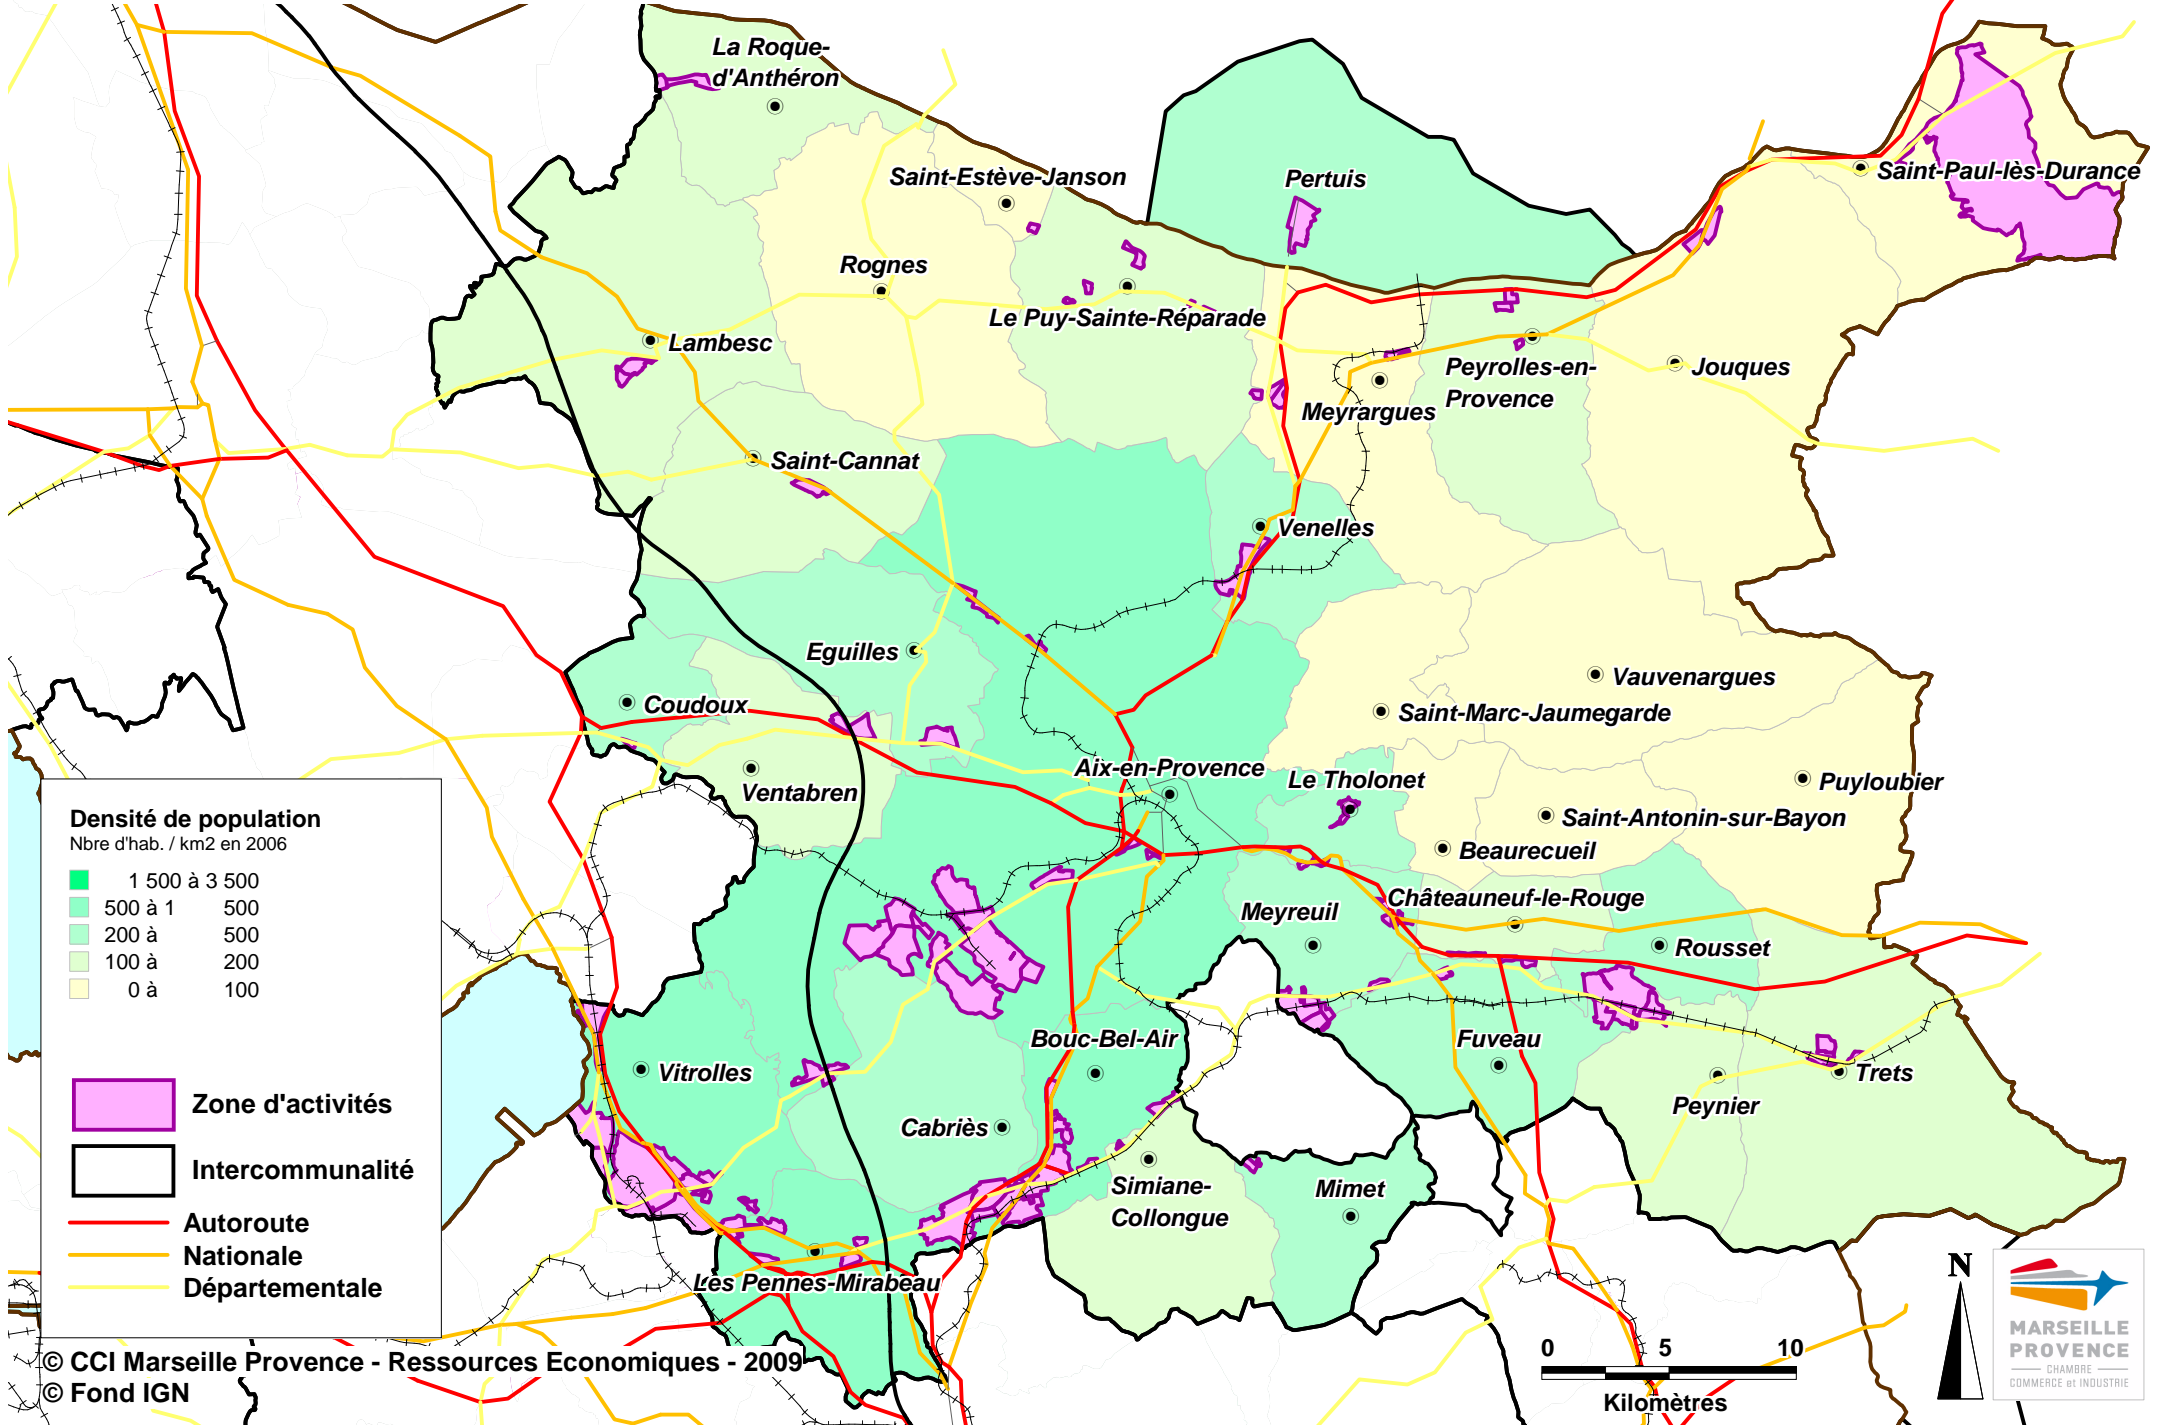 La Roque-
d'Anthéron
Saint-Estève-Janson
Pertuis
Saint-Paul-lès-Durance
Rognes
Le Puy-Sainte-Réparade
Lambesc
Peyrolles-en-
Provence
Jouques
Meyrargues
Saint-Cannat
Venelles
Eguilles
Vauvenargues
Coudoux
Saint-Marc-Jaumegarde
Aix-en-Provence
Le Tholonet
Puyloubier
Ventabren
Saint-Antonin-sur-Bayon
Beaurecueil
Châteauneuf-le-Rouge
Meyreuil
Rousset
Bouc-Bel-Air
Fuveau
Vitrolles
Trets
Peynier
Cabriès
Simiane-
Collongue
Mimet
Les Pennes-Mirabeau
Densité de population
Nbre d'hab. / km2 en 2006
1 500 à 3 500
500 à 1 500
200 à 500
100 à 200
0 à 100
Zone d'activités
Intercommunalité
Autoroute
Nationale
Départementale
© CCI Marseille Provence - Ressources Economiques - 2009
© Fond IGN
0 5 10
Kilomètres
N
MARSEILLE
PROVENCE
CHAMBRE
COMMERCE et INDUSTRIE